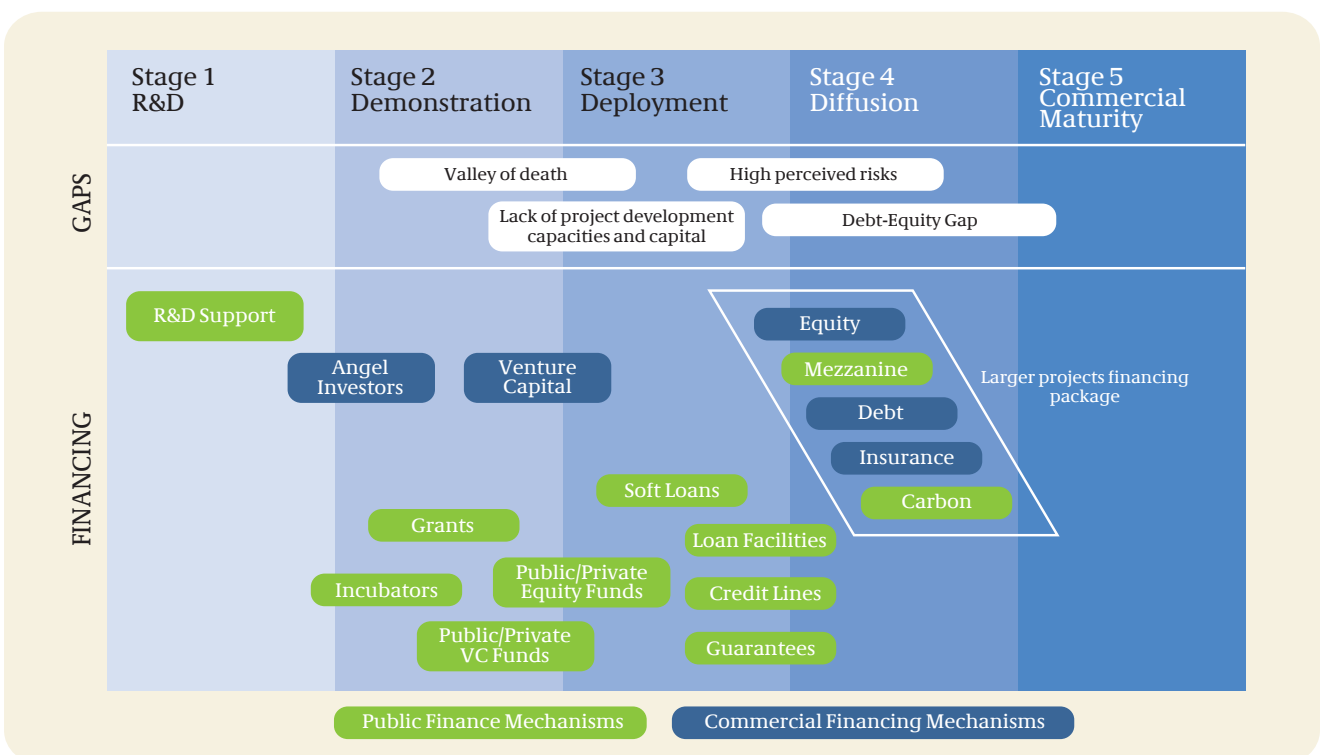 Stage 1
R&D
Stage 2
Demonstration
Stage 3
Deployment
Stage 4
Diffusion
Stage 5
Commercial
Maturity
GAPS
Valley of death
High perceived risks
Lack of project development
capacities and capital
Debt-Equity Gap
FINANCING
R&D Support
Angel
Investors
Venture
Capital
Equity
Mezzanine
Debt
Insurance
Carbon
Larger projects financing
package
Soft Loans
Grants
Loan Facilities
Incubators
Public/Private
Equity Funds
Credit Lines
Public/Private
VC Funds
Guarantees
Public Finance Mechanisms
Commercial Financing Mechanisms